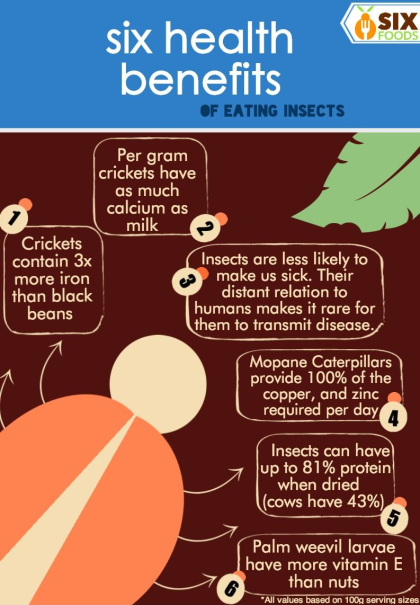 SIX
FOODS
six health
benefits
OF EATING INSECTS
1
Crickets
contain 3x
more iron
than black
beans
Per gram
crickets have
as much
calcium as
milk
2
3
Insects are less likely to
make us sick. Their
distant relation to
humans makes it rare for
them to transmit disease.
Mopane Caterpillars
provide 100% of the
copper, and zinc
required per day
4
Insects can have
up to 81% protein
when dried
(cows have 43%)
5
Palm weevil larvae
have more vitamin E
than nuts
6
*All values based on 100g serving sizes